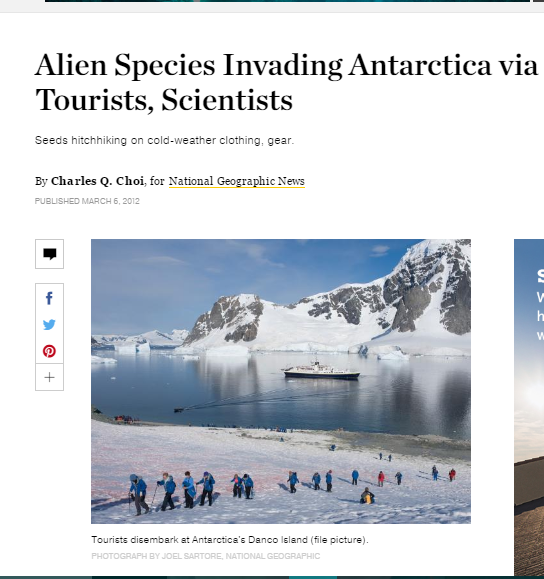 Alien Species Invading Antarctica via
Tourists, Scientists
Seeds hitchhiking on cold-weather clothing, gear.
By Charles Q. Choi, for National Geographic News
PUBLISHED MARCH 6, 2012
S
W
h
w
Tourists disembark at Antarctica's Danco Island (file picture).
PHOTOGRAPH BY JOEL SARTORE, NATIONAL GEOGRAPHIC